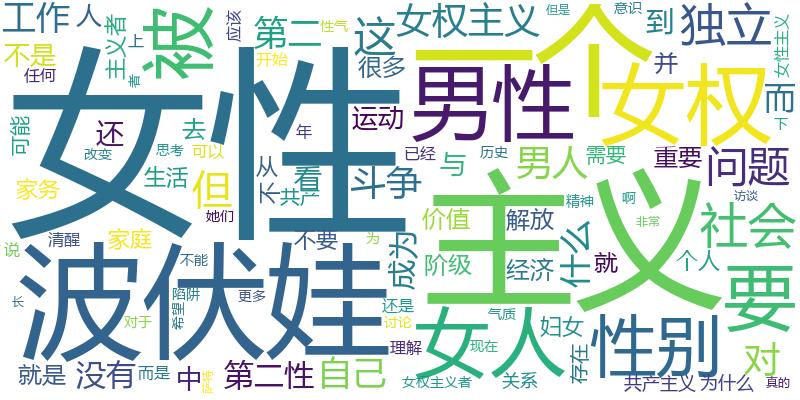 工作
人
主义者
上
者
不是
任何
可能
被
应该
第二
性气
开始
这
很多
女权主义
到
但是
意识
独立
女性主义
并
而
下
女性
一个
男性
女权
还
去
改变
思考
可以
年
运动
已经
历史
与
男人
需要
重要
问题
访谈
家务
生活
但
从
不
看
共产
斗争
她们
说
清醒
家庭
不要
为
成为
价值
阶级
解放
经济
精神
什么
啊
非常
就
主义
社会
个人
要
波伏娃
长
对于
陷阱
希望
不能
更多
还是
讨论
理解
女人
气质
现在
妇女
存在
性别
对
就是
没有
而是
中
萨特
第二性
自己
女权主义者
关系
共产主义
为什么
真的